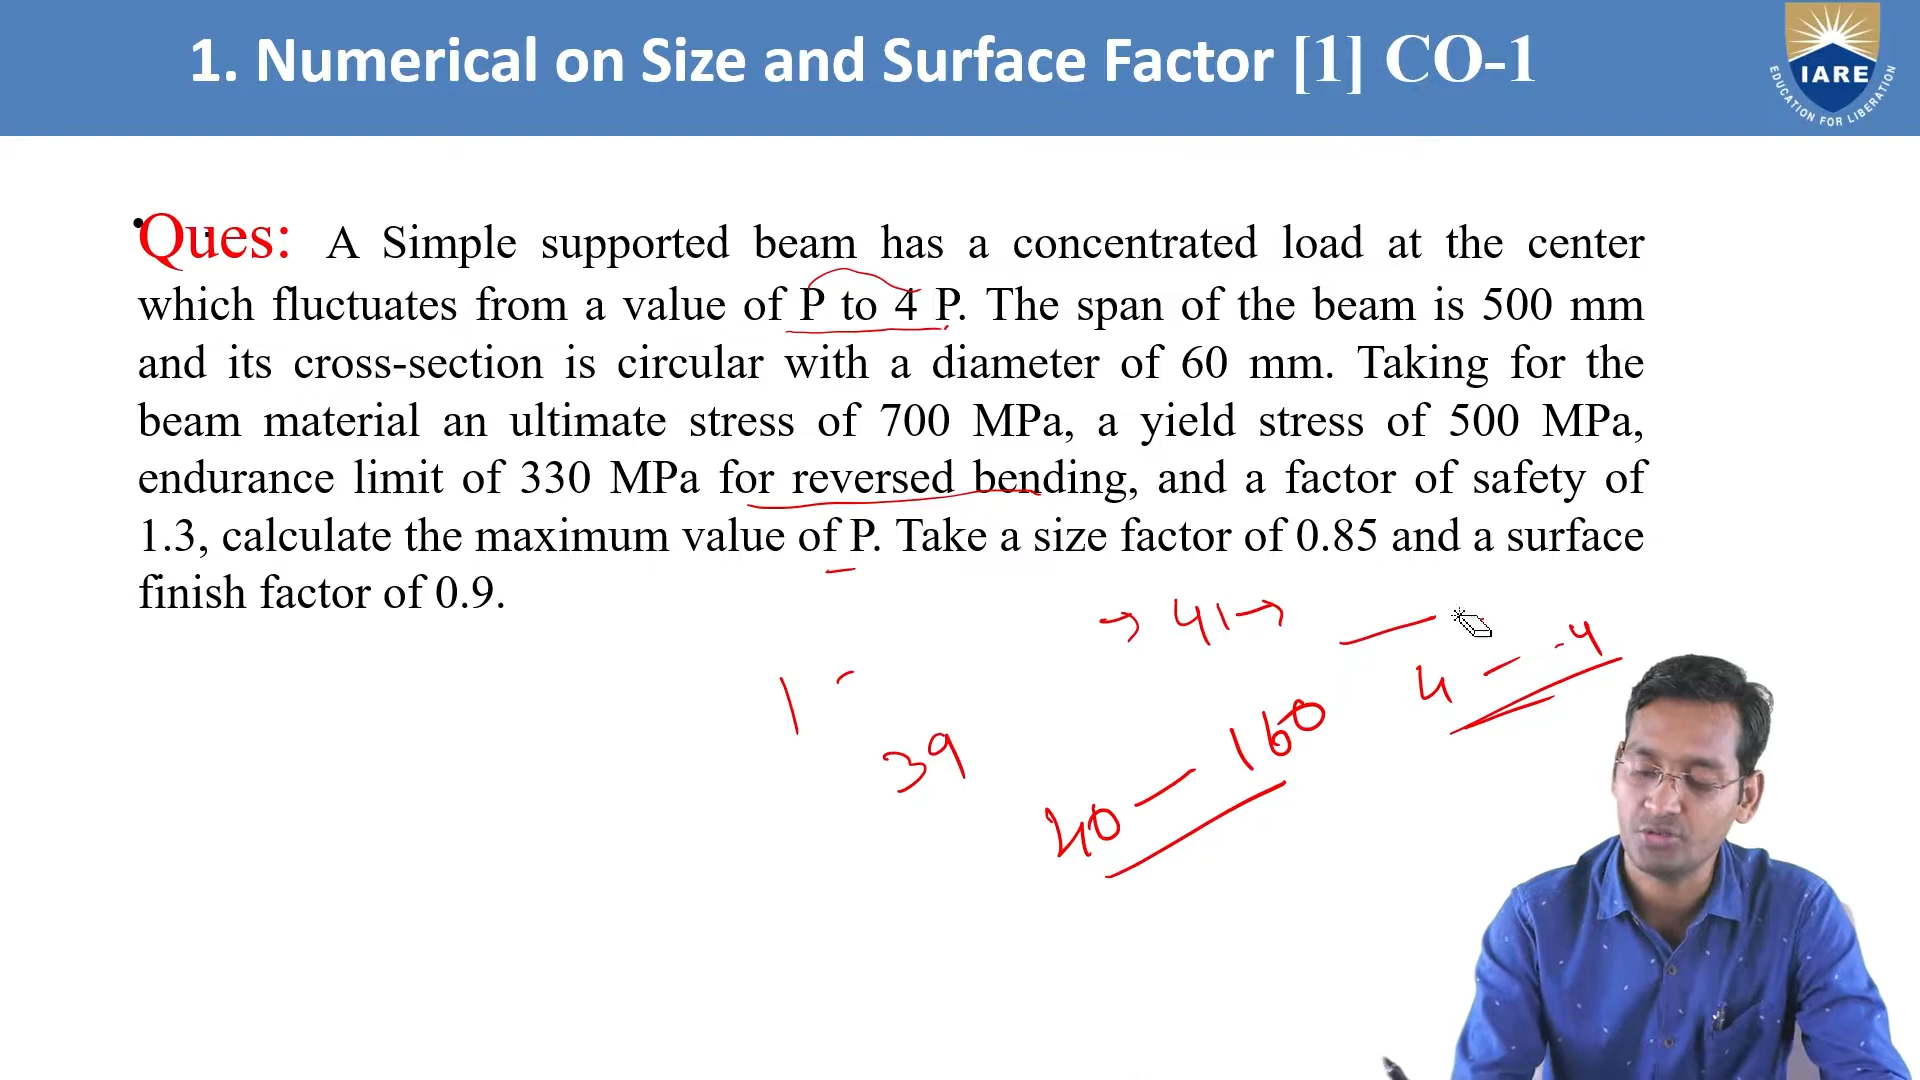 1. Numerical on Size and Surface Factor [1] CO-1
IARE
EDUCATION FOR LIBERATION
Ques: A Simple supported beam has a concentrated load at the center
which fluctuates from a value of P to 4 P. The span of the beam is 500 mm
and its cross-section is circular with a diameter of 60 mm. Taking for the
beam material an ultimate stress of 700 MPa, a yield stress of 500 MPa,
endurance limit of 330 MPa for reversed bending, and a factor of safety of
1.3, calculate the maximum value of P. Take a size factor of 0.85 and a surface
finish factor of 0.9.
→ 41 →
4 — -4
1 -
39
40 — 160